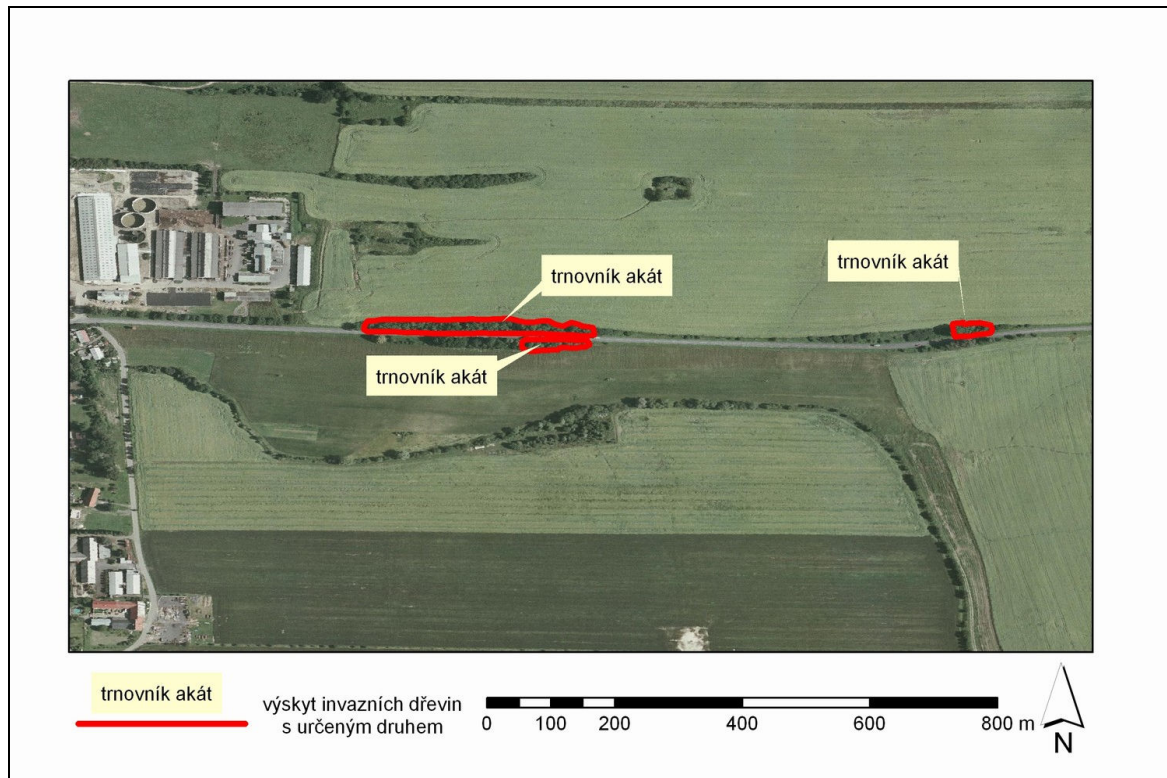 trnovník akát
trnovník akát
trnovník akát
trnovník akát
výskyt invazních dřevin
s určeným druhem
0 100 200 400 600 800 m
N